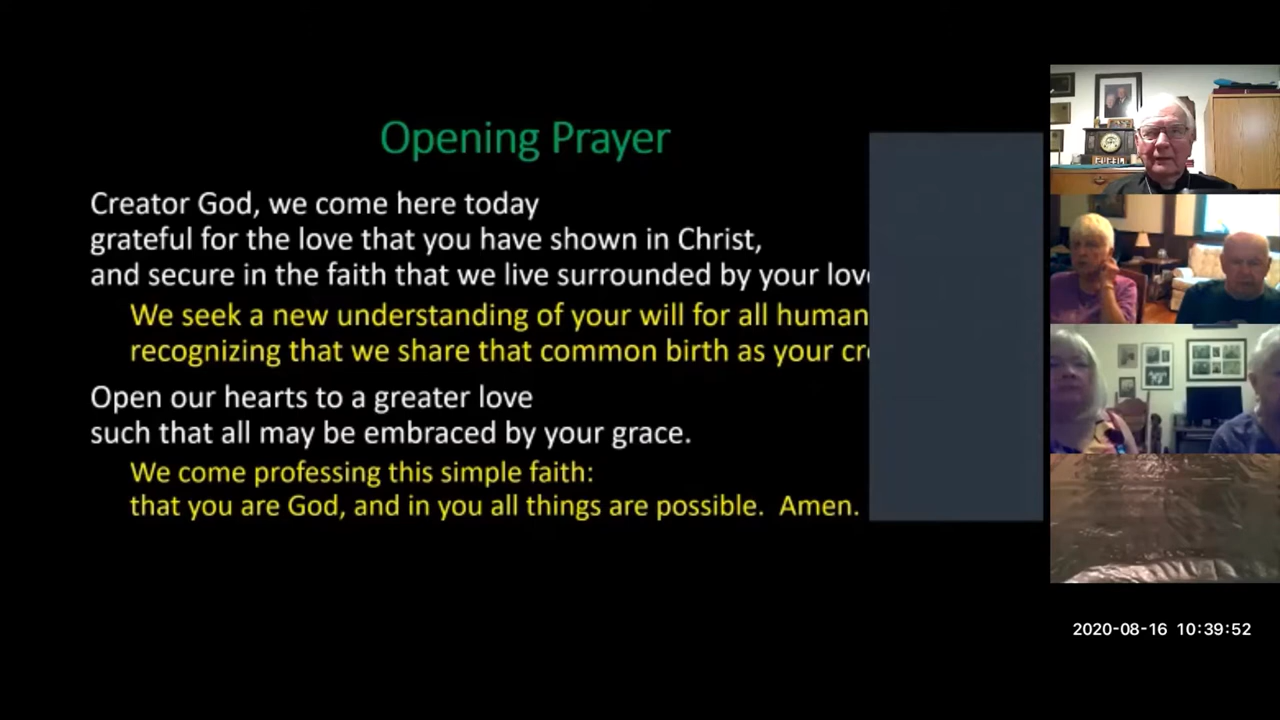 Opening Prayer
Creator God, we come here today
grateful for the love that you have shown in Christ,
and secure in the faith that we live surrounded by your love
We seek a new understanding of your will for all human
recognizing that we share that common birth as your cr
Open our hearts to a greater love
such that all may be embraced by your grace.
We come professing this simple faith:
that you are God, and in you all things are possible. Amen.
2020-08-16 10:39:52